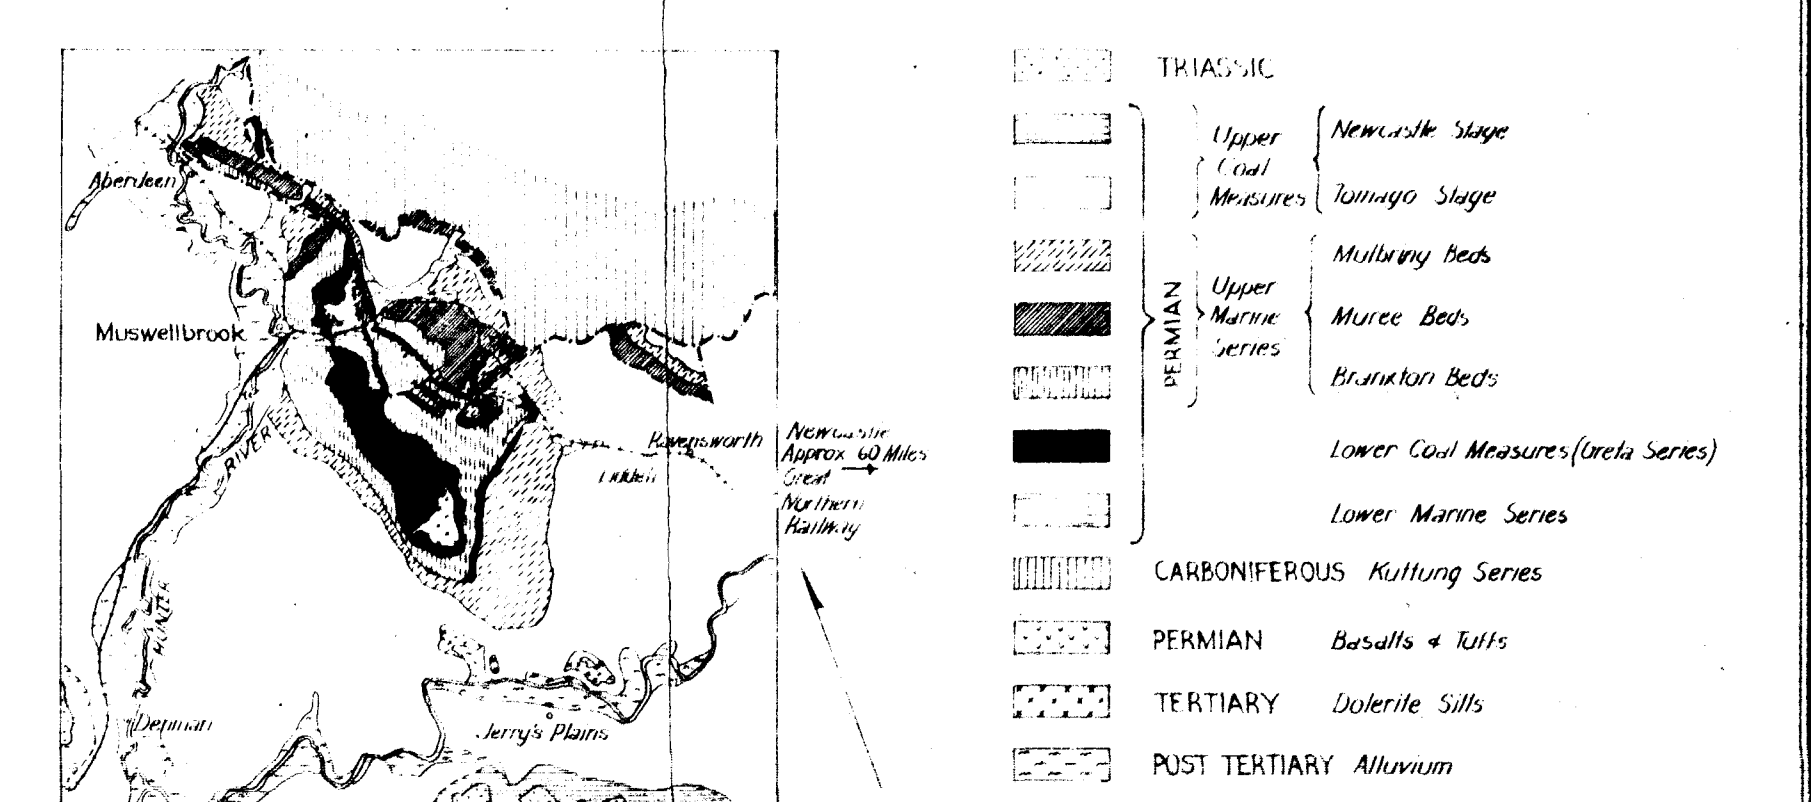 Aberdeen
Muswellbrook
RIVER
HUNTER
Denman
Jerry's Plains
Ravensworth
Liddell
Newcastle
Approx 60 Miles
Great
Northern
Railway
TRIASSIC
PERMIAN
Upper
Coal
Measures
Newcastle Stage
Tomago Stage
Upper
Marine
Series
Mulbring Beds
Muree Beds
Branxton Beds
Lower Coal Measures (Greta Series)
Lower Marine Series
CARBONIFEROUS Kuttung Series
PERMIAN Basalts & Tuffs
TERTIARY Dolerite Sills
POST TERTIARY Alluvium